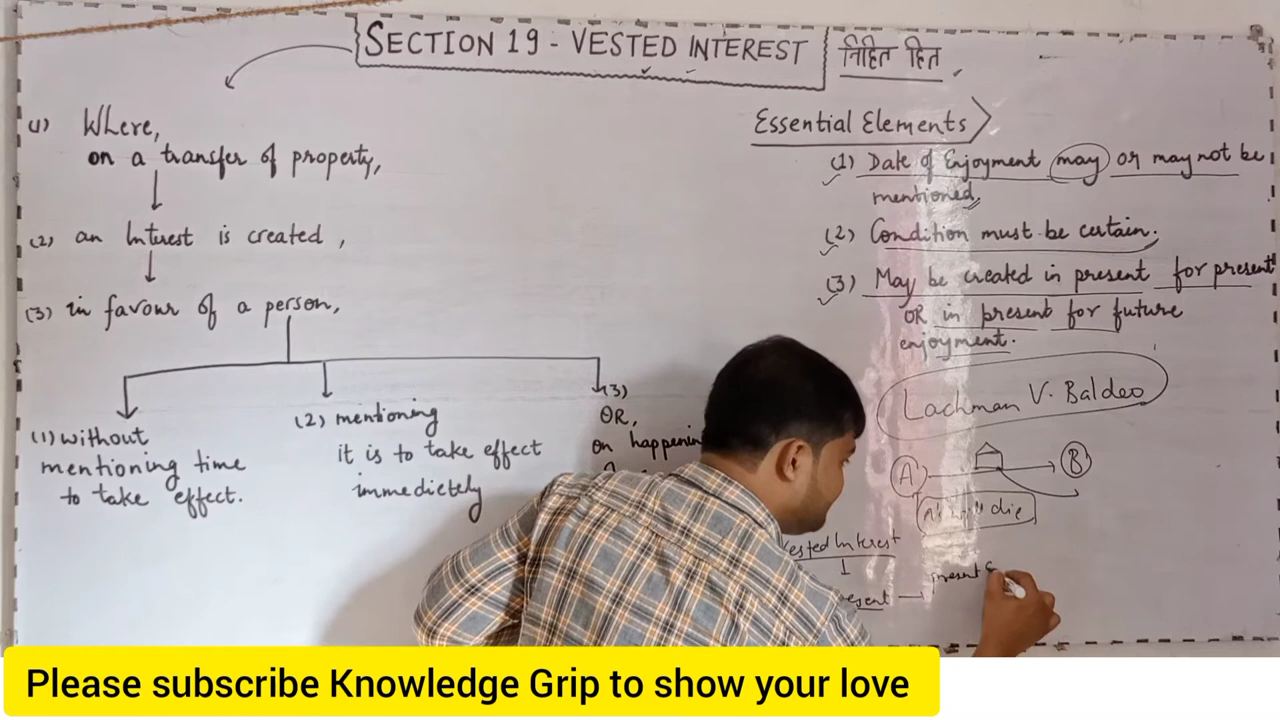 SECTION 19 - VESTED INTEREST
निहित हित
(1) Where,
on a transfer of property,
(2) an Interest is created,
(3) in favour of a person,
(1) without
mentioning time
to take effect.
(2) mentioning
it is to take effect
immedietely
(3)
OR,
on happenin
Essential Elements
(1) Date of Enjoyment may or may not be
mentioned,
(2) Condition must be certain.
(3) May be created in present for present
OR in present for future
enjoyment.
Lachman V. Baldeo
A
B
die
Vested Interest
esent
present
Please subscribe Knowledge Grip to show your love